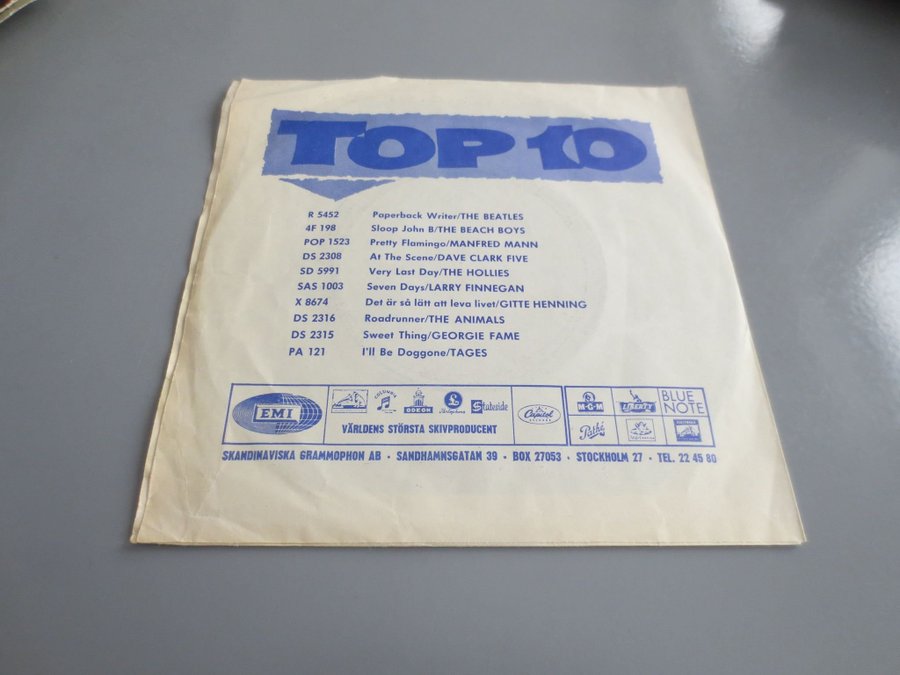 TOP 10
R 5452 Paperback Writer/THE BEATLES
4F 198 Sloop John B/THE BEACH BOYS
POP 1523 Pretty Flamingo/MANFRED MANN
DS 2308 At The Scene/DAVE CLARK FIVE
SD 5991 Very Last Day/THE HOLLIES
SAS 1003 Seven Days/LARRY FINNEGAN
X 8674 Det är så lätt att leva livet/GITTE HENNING
DS 2316 Roadrunner/THE ANIMALS
DS 2315 Sweet Thing/GEORGIE FAME
PA 121 I'll Be Doggone/TAGES
EMI
COLUMBIA
ODEON
Stateside
Capitol
M-G-M
LIBERTY
BLUE NOTE
VÄRLDENS STÖRSTA SKIVPRODUCENT
Pathé
SKANDINAVISKA GRAMMOPHON AB · SANDHAMNSGATAN 39 · BOX 27053 · STOCKHOLM 27 · TEL. 22 45 80